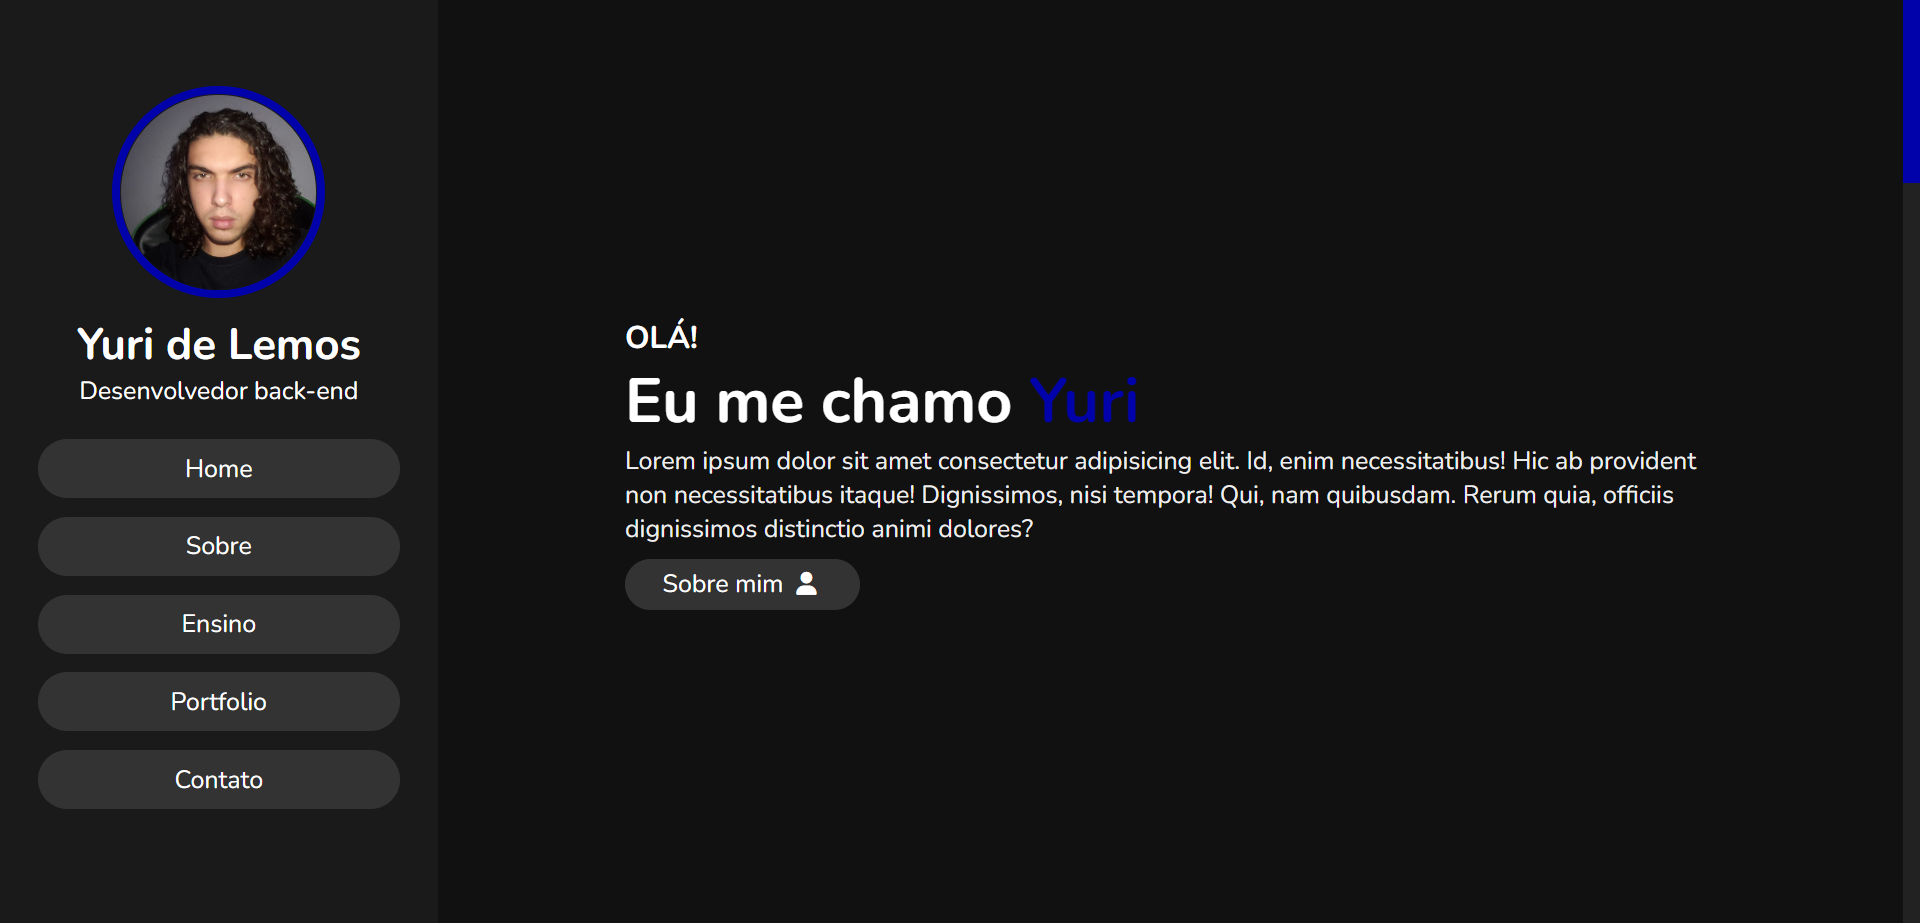 Yuri de Lemos
Desenvolvedor back-end
Home
Sobre
Ensino
Portfolio
Contato
OLÁ!
Eu me chamo Yuri
Lorem ipsum dolor sit amet consectetur adipisicing elit. Id, enim necessitatibus! Hic ab provident
non necessitatibus itaque! Dignissimos, nisi tempora! Qui, nam quibusdam. Rerum quia, officiis
dignissimos distinctio animi dolores?
Sobre mim